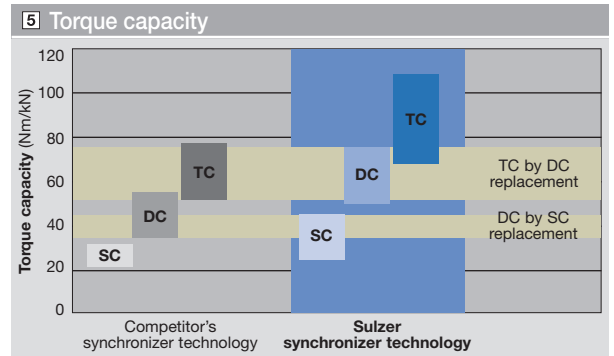 5 Torque capacity
Torque capacity (Nm/kN)
120
100
80
60
40
20
0
SC
DC
TC
SC
DC
TC
TC by DC
replacement
DC by SC
replacement
Competitor's
synchronizer technology
Sulzer
synchronizer technology